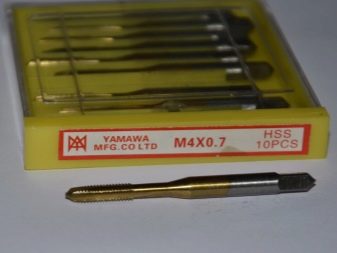 YAMAWA
MFG.CO LTD
M4X0.7
HSS
10PCS